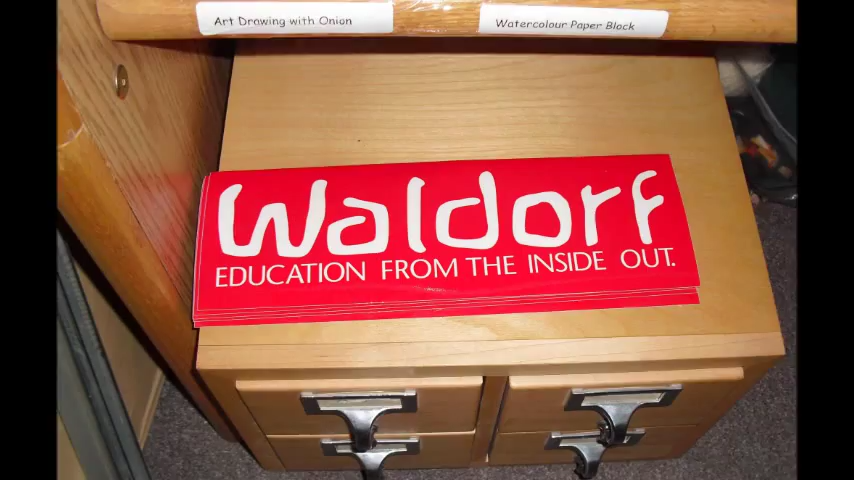 Art Drawing with Onion
Watercolour Paper Block
Waldorf
EDUCATION FROM THE INSIDE OUT.